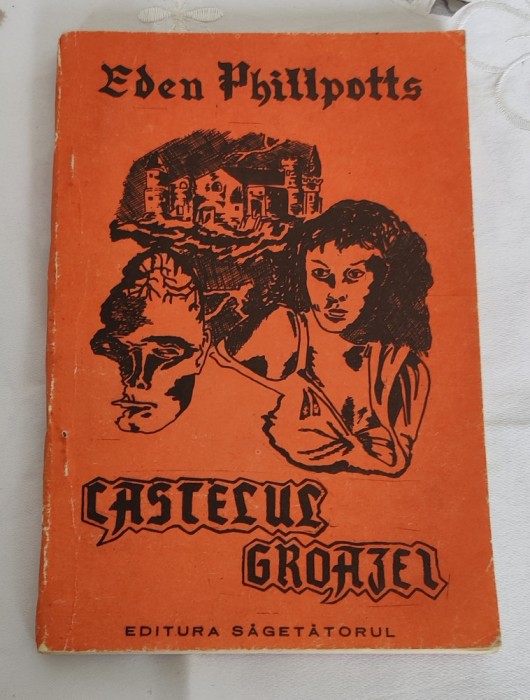 Eden Phillpotts
CASTELUL
GROAZEI
EDITURA SĂGETĂTORUL